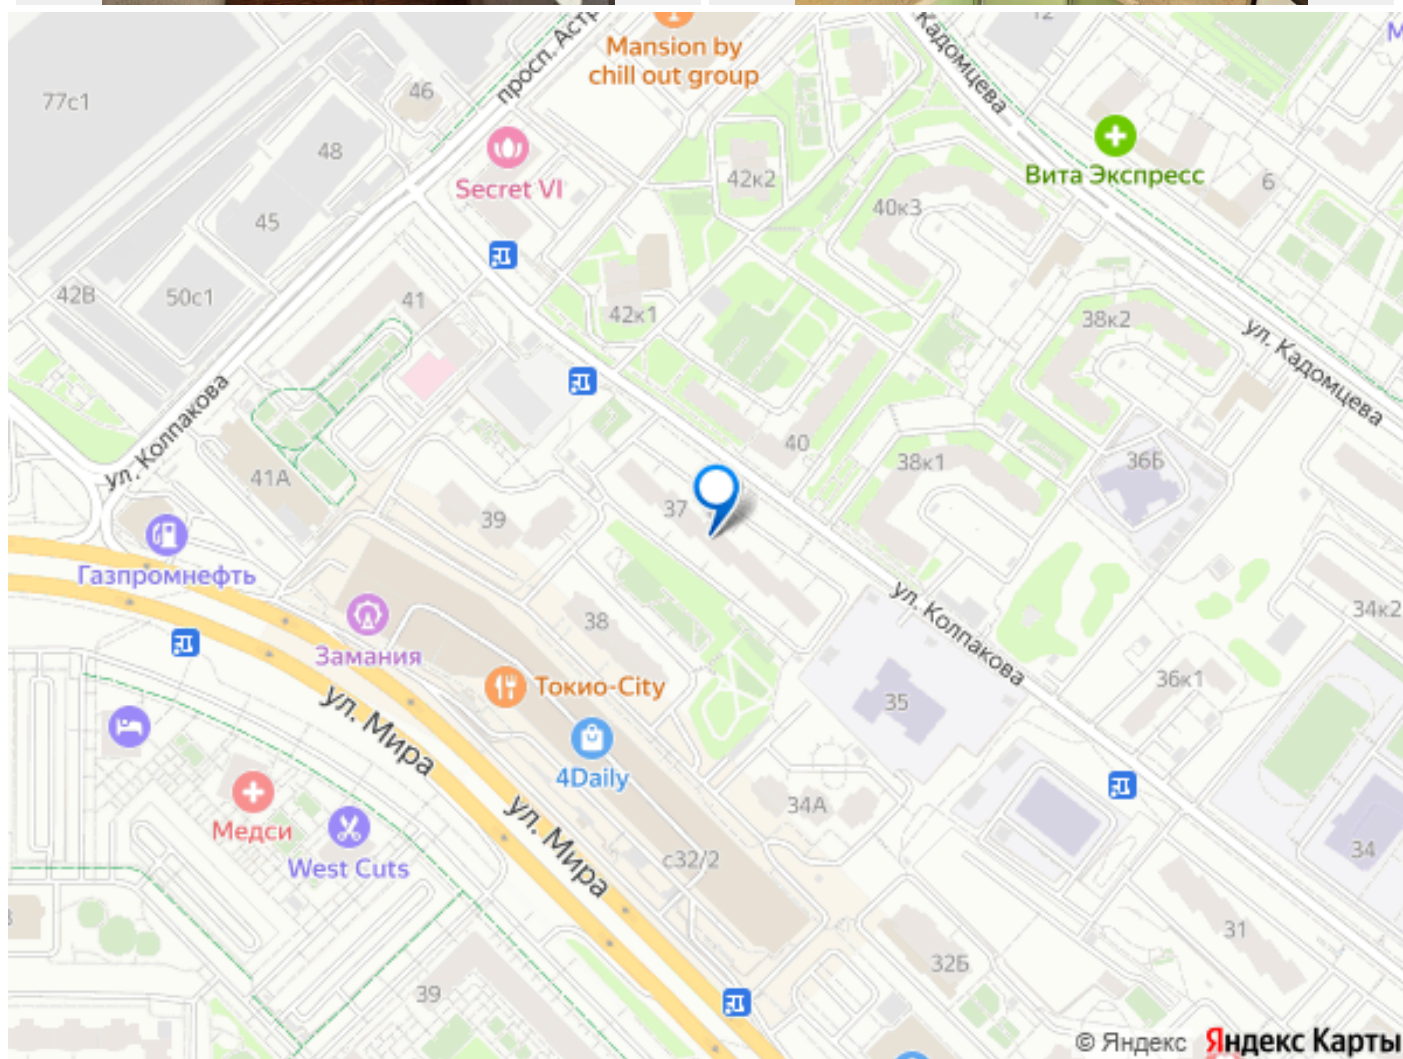 12
просп. Астр
Mansion by
chill out group
Кадомцева
М
77с1
46
48
Secret VI
42к2
Вита Экспресс
6
45
40к3
42В
50с1
41
42к1
38к2
ул. Кадомцева
ул. Колпакова
41А
40
38к1
36Б
37
39
Газпромнефть
38
ул. Колпакова
34к2
Замания
Токио-City
36к1
35
ул. Мира
4Daily
34А
Медси
ул. Мира
West Cuts
с32/2
34
31
32Б
39
© Яндекс Яндекс Карты